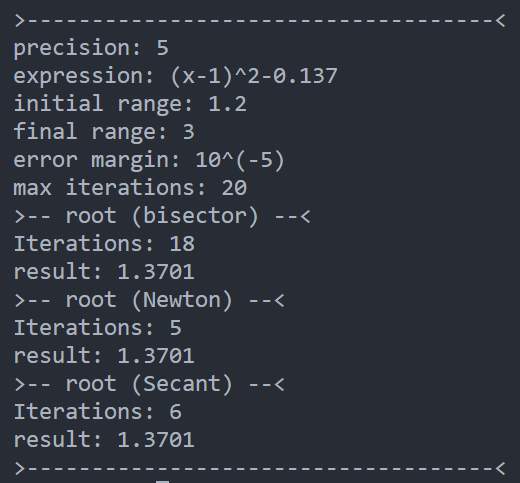 >------------------------------------<
precision: 5
expression: (x-1)^2-0.137
initial range: 1.2
final range: 3
error margin: 10^(-5)
max iterations: 20
>-- root (bisector) --<
Iterations: 18
result: 1.3701
>-- root (Newton) --<
Iterations: 5
result: 1.3701
>-- root (Secant) --<
Iterations: 6
result: 1.3701
>------------------------------------<